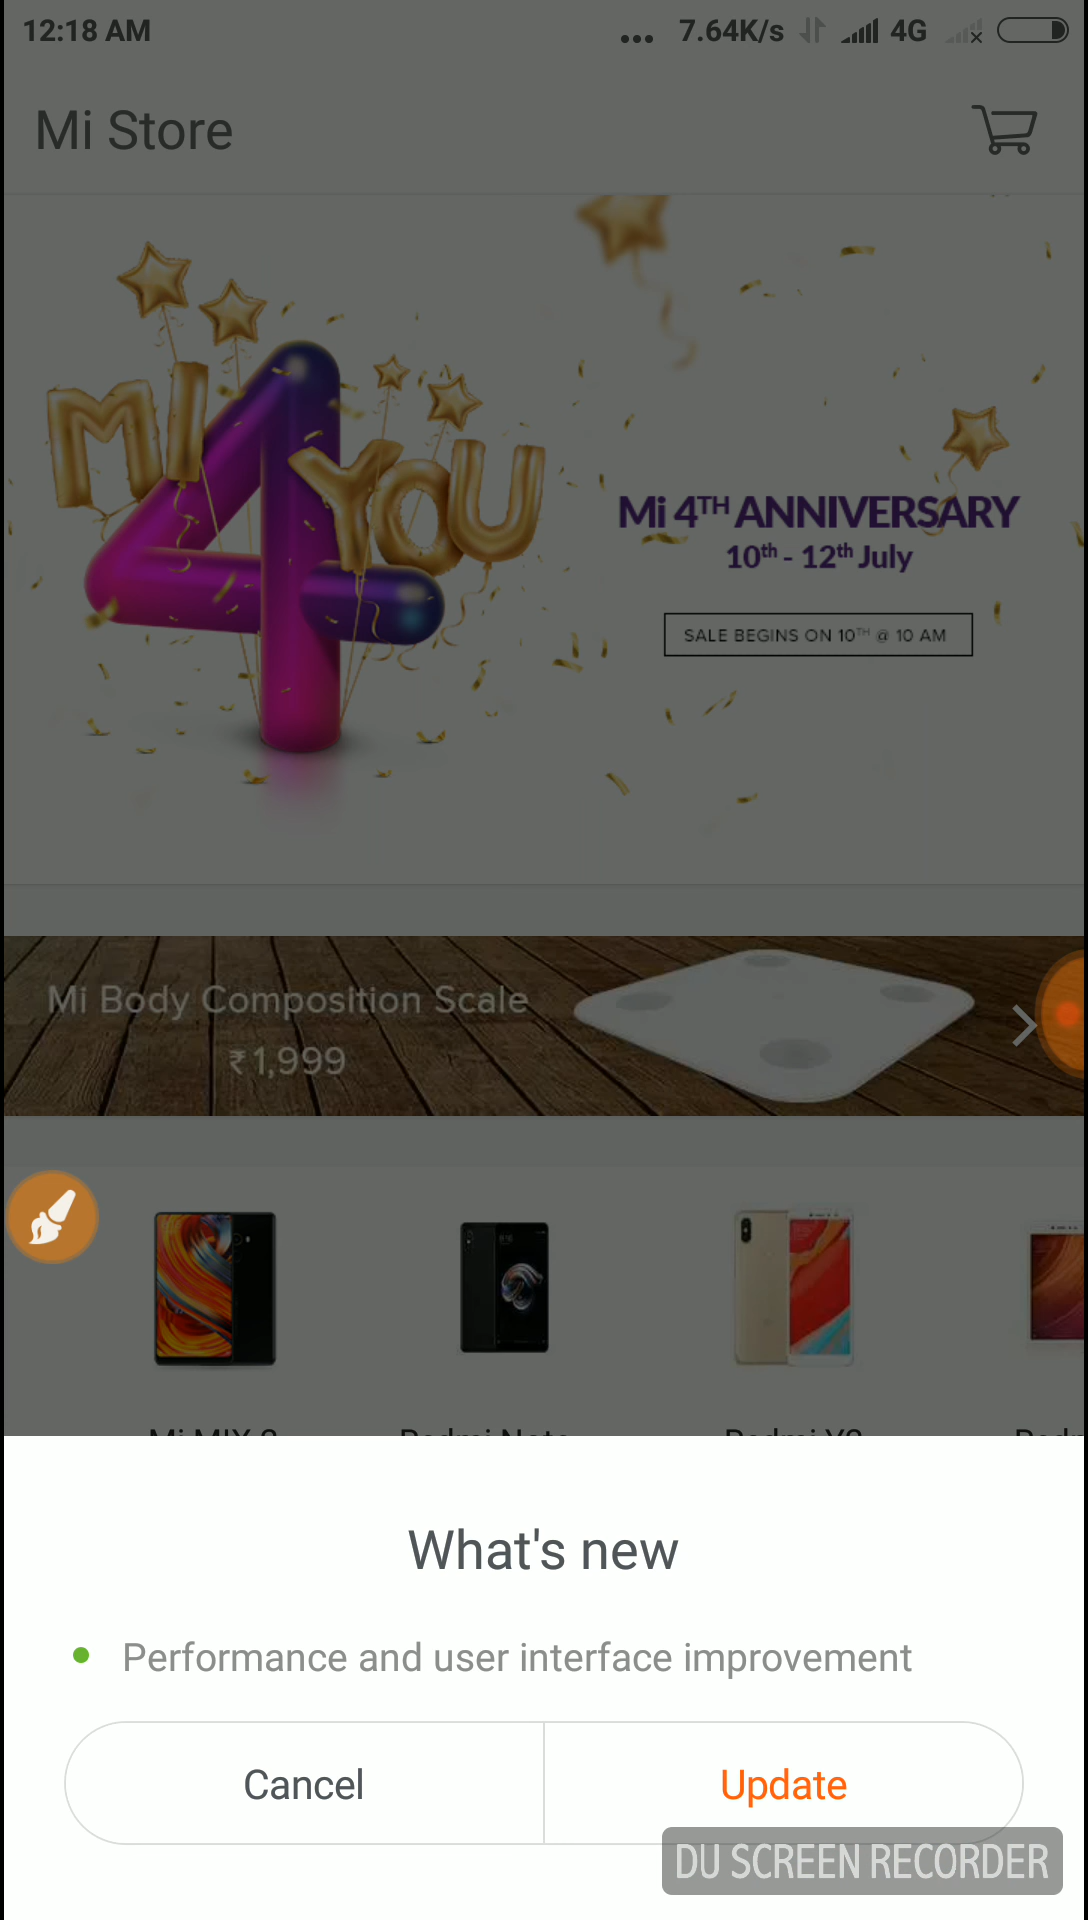 12:18 AM
... 7.64K/s 4G
Mi Store
MI
YOU
4
Mi 4TH ANNIVERSARY
10th - 12th July
SALE BEGINS ON 10TH @ 10 AM
Mi Body Composition Scale
₹1,999
What's new
Performance and user interface improvement
Cancel
Update
DU SCREEN RECORDER